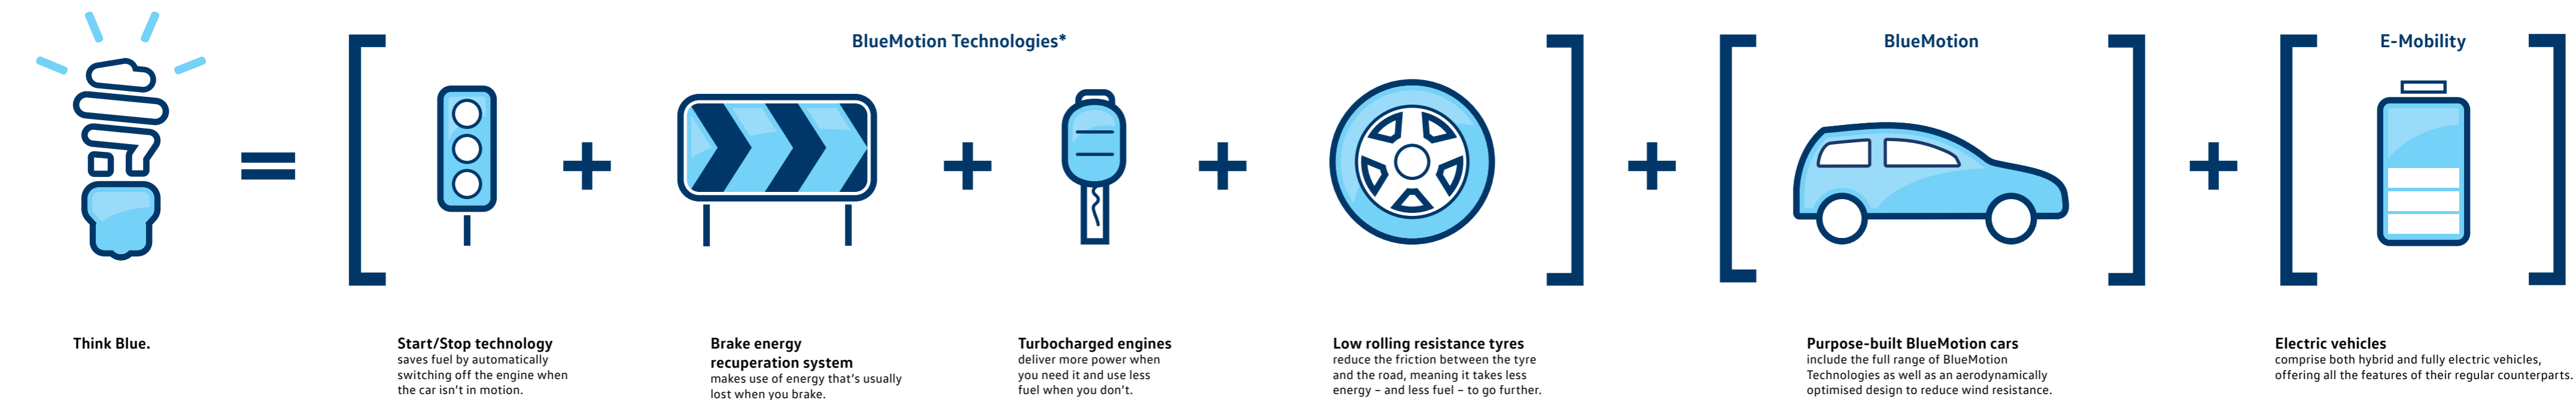 BlueMotion Technologies*
BlueMotion
E-Mobility
Think Blue.
Start/Stop technology
saves fuel by automatically
switching off the engine when
the car isn't in motion.
Brake energy
recuperation system
makes use of energy that's usually
lost when you brake.
Turbocharged engines
deliver more power when
you need it and use less
fuel when you don't.
Low rolling resistance tyres
reduce the friction between the tyre
and the road, meaning it takes less
energy – and less fuel – to go further.
Purpose-built BlueMotion cars
include the full range of BlueMotion
Technologies as well as an aerodynamically
optimised design to reduce wind resistance.
Electric vehicles
comprise both hybrid and fully electric vehicles,
offering all the features of their regular counterparts.